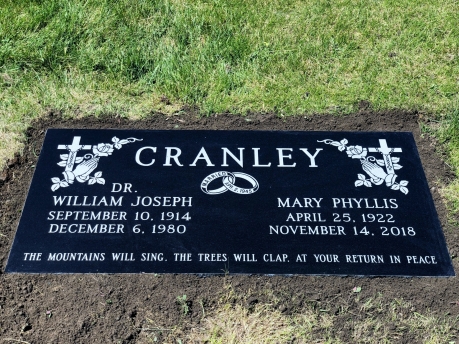 CRANLEY
DR.
WILLIAM JOSEPH
SEPTEMBER 10, 1914
DECEMBER 6, 1980
MARRIED
MARY PHYLLIS
APRIL 25, 1922
NOVEMBER 14, 2018
THE MOUNTAINS WILL SING, THE TREES WILL CLAP, AT YOUR RETURN IN PEACE